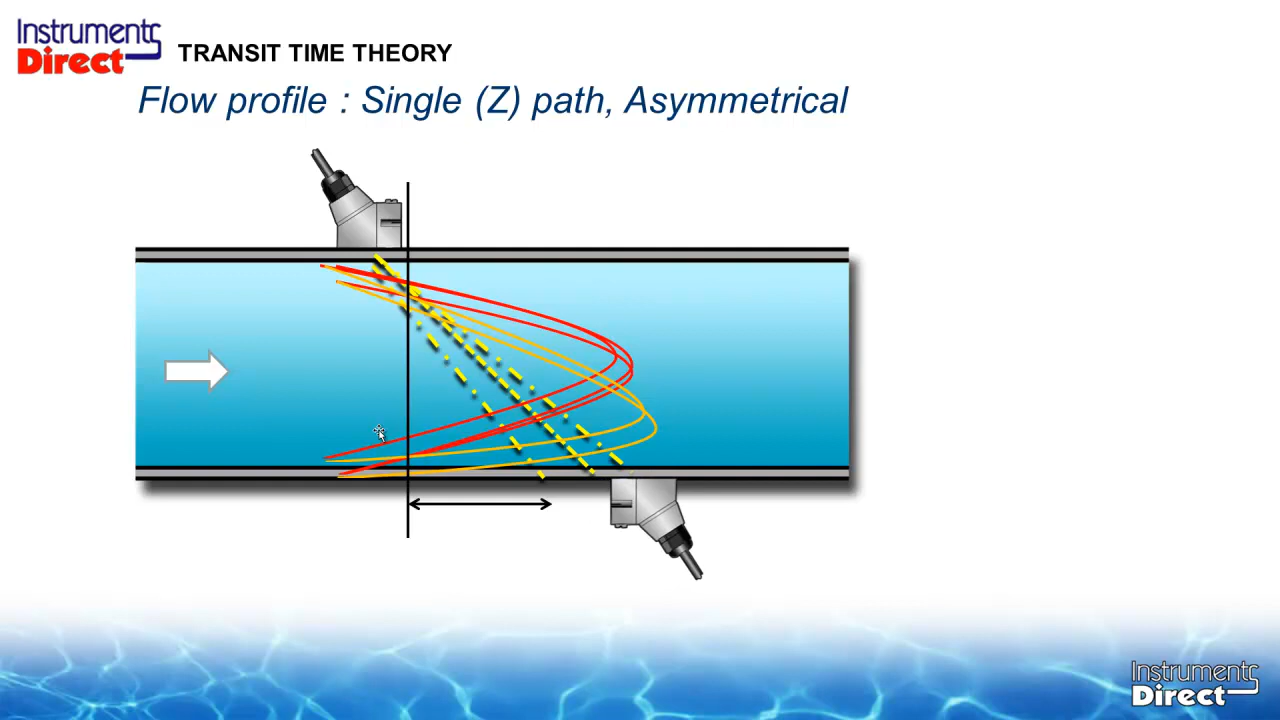 Instruments
Direct
TRANSIT TIME THEORY
Flow profile : Single (Z) path, Asymmetrical
Instruments
Direct